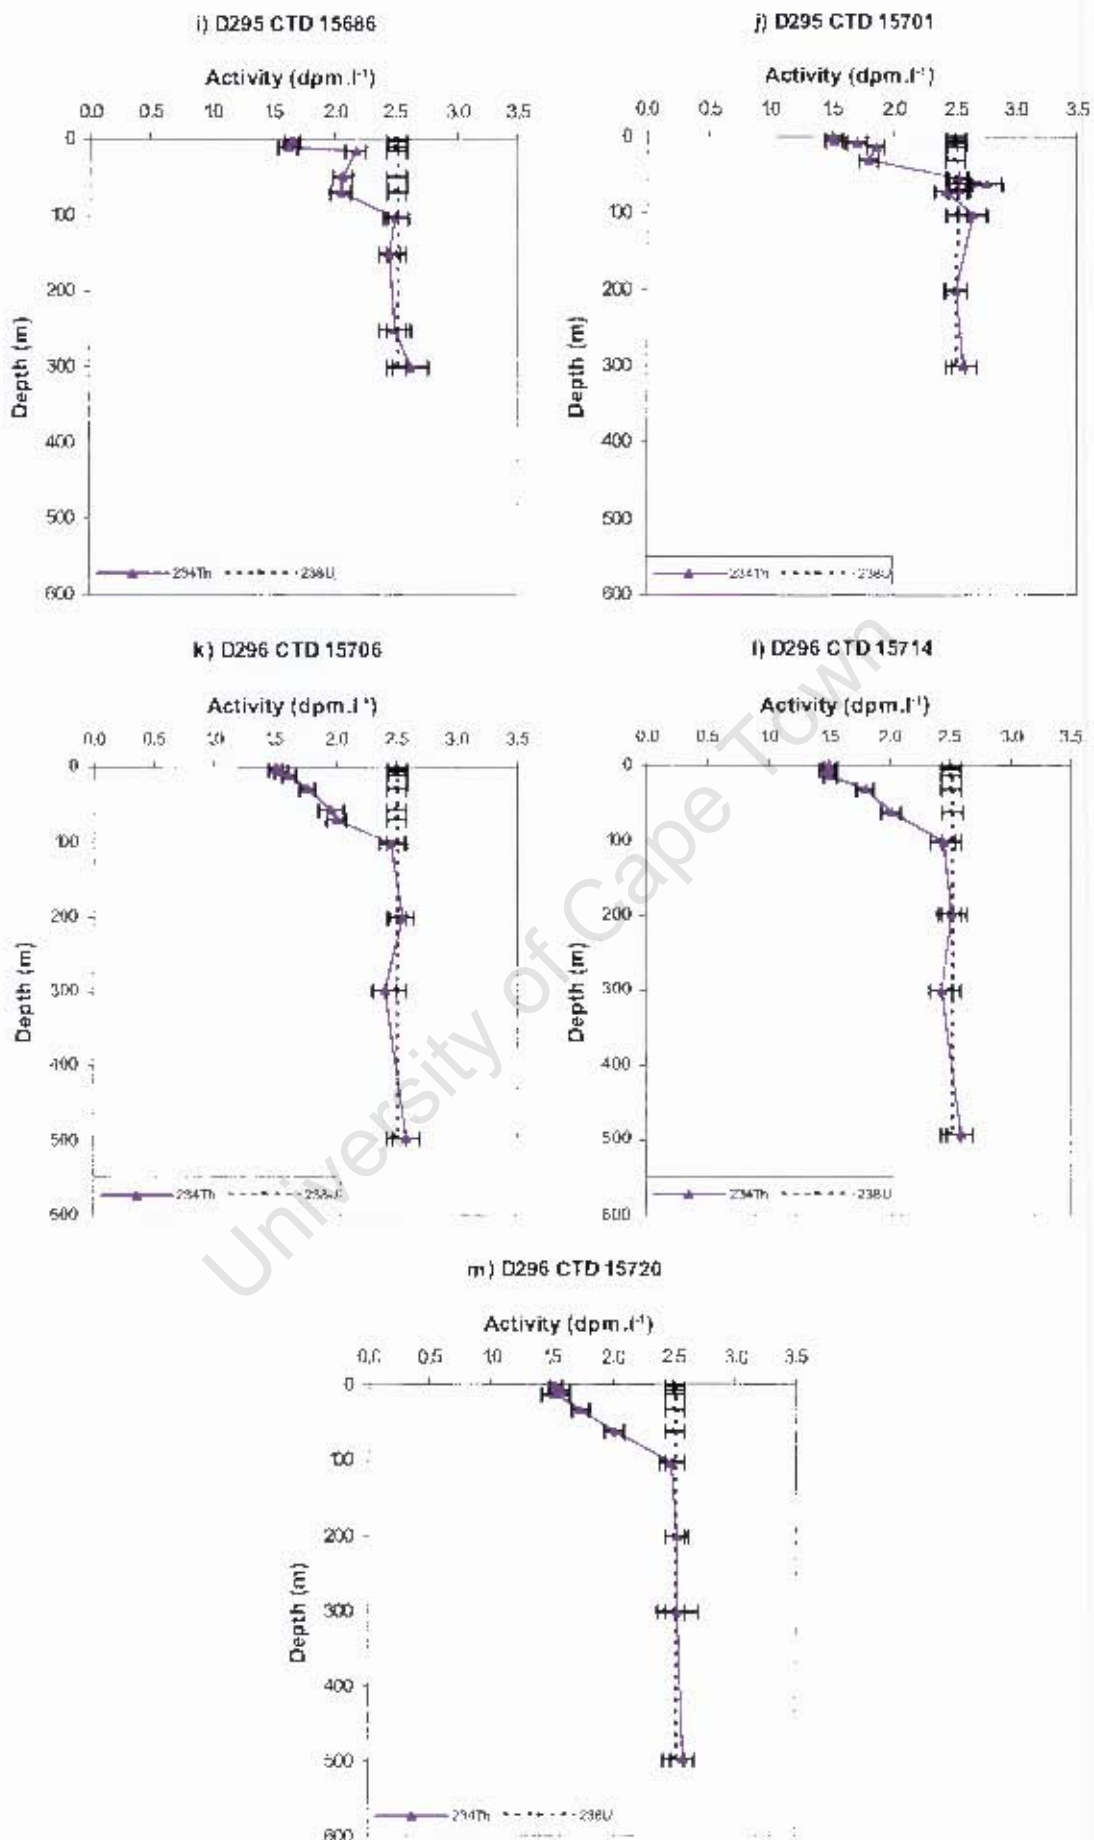 i) D295 CTD 15686
Activity (dpm.l⁻¹)
0.0 0.5 1.0 1.5 2.0 2.5 3.0 3.5
0
100
200
300
400
500
600
Depth (m)
234Th 238U
j) D295 CTD 15701
Activity (dpm.l⁻¹)
0.0 0.5 1.0 1.5 2.0 2.5 3.0 3.5
0
100
200
300
400
500
600
Depth (m)
234Th 238U
k) D296 CTD 15706
Activity (dpm.l⁻¹)
0.0 0.5 1.0 1.5 2.0 2.5 3.0 3.5
0
100
200
300
400
500
600
Depth (m)
234Th 238U
l) D296 CTD 15714
Activity (dpm.l⁻¹)
0.0 0.5 1.0 1.5 2.0 2.5 3.0 3.5
0
100
200
300
400
500
600
Depth (m)
234Th 238U
m) D296 CTD 15720
Activity (dpm.l⁻¹)
0.0 0.5 1.0 1.5 2.0 2.5 3.0 3.5
0
100
200
300
400
500
600
Depth (m)
234Th 238U
University of Cape Town